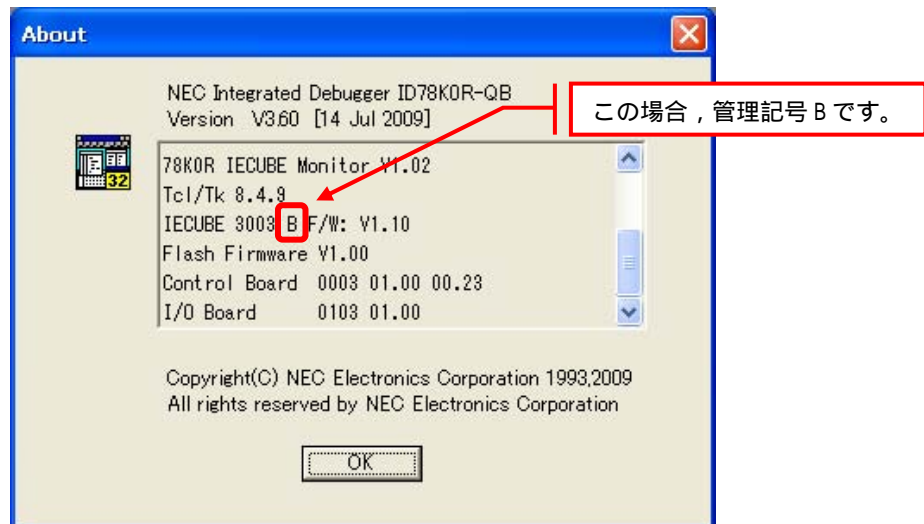 About
NEC Integrated Debugger ID78K0R-QB
Version V3.60 [14 Jul 2009]
この場合，管理記号Bです。
32
78K0R IECUBE Monitor V1.02
Tcl/Tk 8.4.9
IECUBE 3003 B F/W: V1.10
Flash Firmware V1.00
Control Board 0003 01.00 00.23
I/O Board 0103 01.00
Copyright(C) NEC Electronics Corporation 1993,2009
All rights reserved by NEC Electronics Corporation
OK